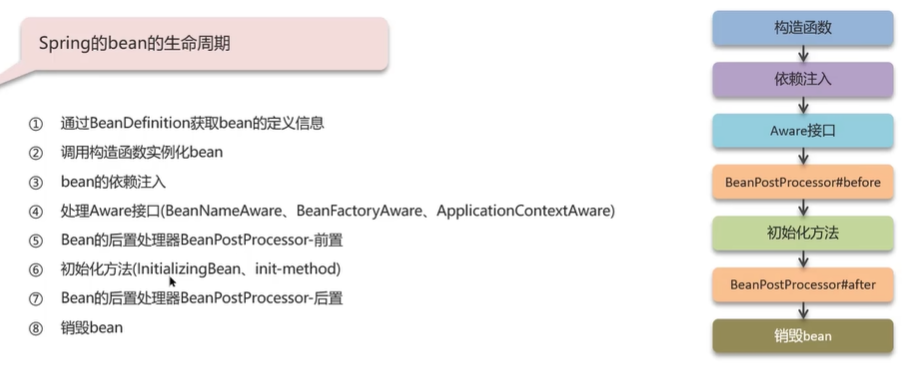 Spring的bean的生命周期
① 通过BeanDefinition获取bean的定义信息
② 调用构造函数实例化bean
③ bean的依赖注入
④ 处理Aware接口(BeanNameAware、BeanFactoryAware、ApplicationContextAware)
⑤ Bean的后置处理器BeanPostProcessor-前置
⑥ 初始化方法(InitializingBean、init-method)
⑦ Bean的后置处理器BeanPostProcessor-后置
⑧ 销毁bean
构造函数
依赖注入
Aware接口
BeanPostProcessor#before
初始化方法
BeanPostProcessor#after
销毁bean